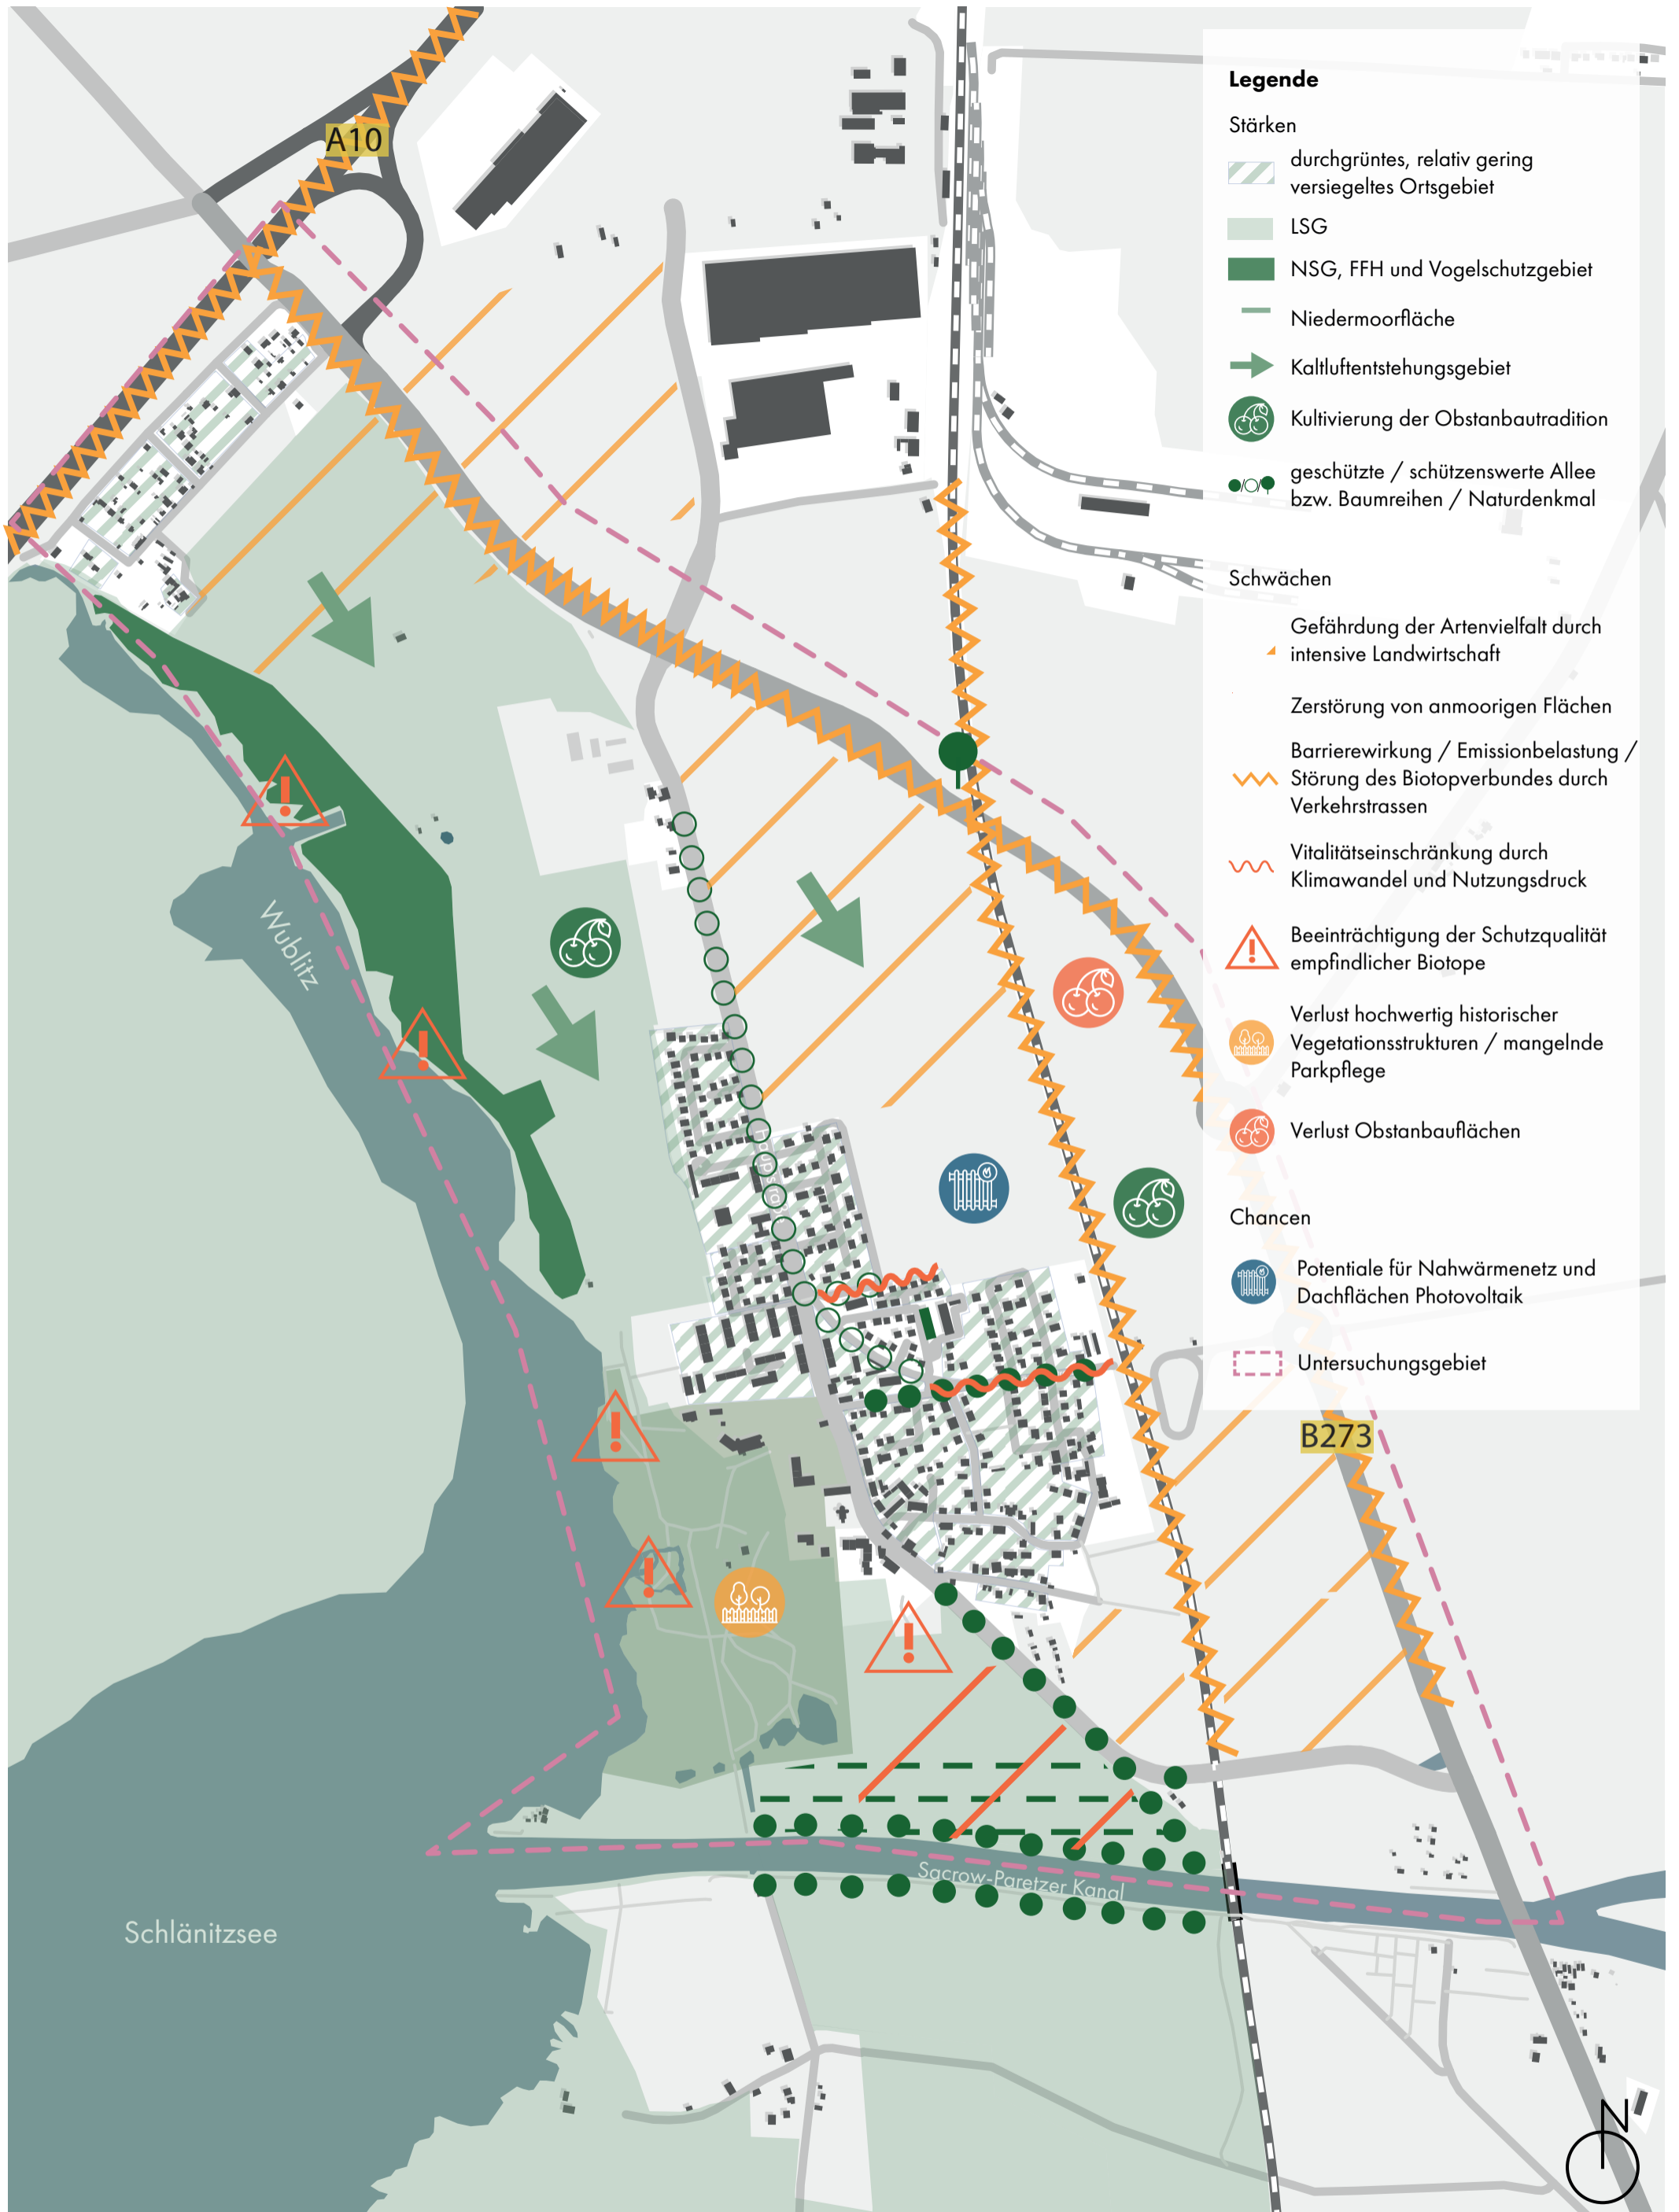 A10
Legende
Stärken
durchgrüntes, relativ gering
versiegeltes Ortsgebiet
LSG
NSG, FFH und Vogelschutzgebiet
Niedermoorfläche
Kaltluftentstehungsgebiet
Kultivierung der Obstanbautradition
geschützte / schützenswerte Allee
bzw. Baumreihen / Naturdenkmal
Schwächen
Gefährdung der Artenvielfalt durch
intensive Landwirtschaft
Zerstörung von anmoorigen Flächen
Barrierewirkung / Emissionbelastung /
Störung des Biotopverbundes durch
Verkehrstrassen
Vitalitätseinschränkung durch
Klimawandel und Nutzungsdruck
Beeinträchtigung der Schutzqualität
empfindlicher Biotope
Verlust hochwertig historischer
Vegetationsstrukturen / mangelnde
Parkpflege
Verlust Obstanbauflächen
Chancen
Potentiale für Nahwärmenetz und
Dachflächen Photovoltaik
Untersuchungsgebiet
Wublitz
B273
Sacrow-Paretzer Kanal
Schlänitzsee
N